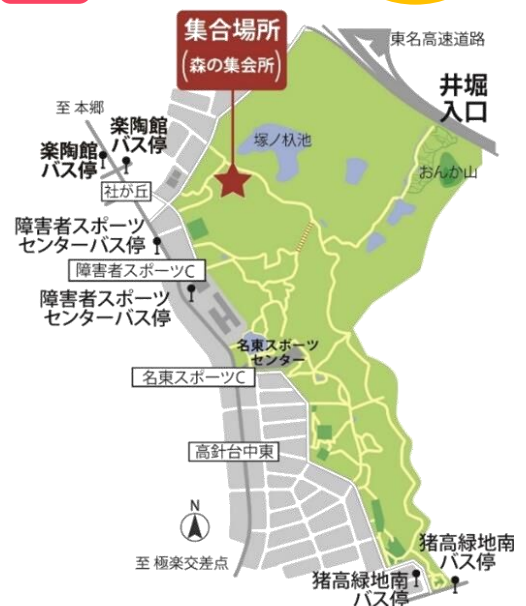 集合場所
(森の集会所)
東名高速道路
井堀
入口
至 本郷
楽陶館
バス停
楽陶館
バス停
塚ノ杁池
おんか山
社が丘
障害者スポーツ
センターバス停
障害者スポーツC
障害者スポーツ
センターバス停
名東スポーツ
センター
名東スポーツC
高針台中東
N
至 極楽交差点
猪高緑地南
バス停
猪高緑地南
バス停